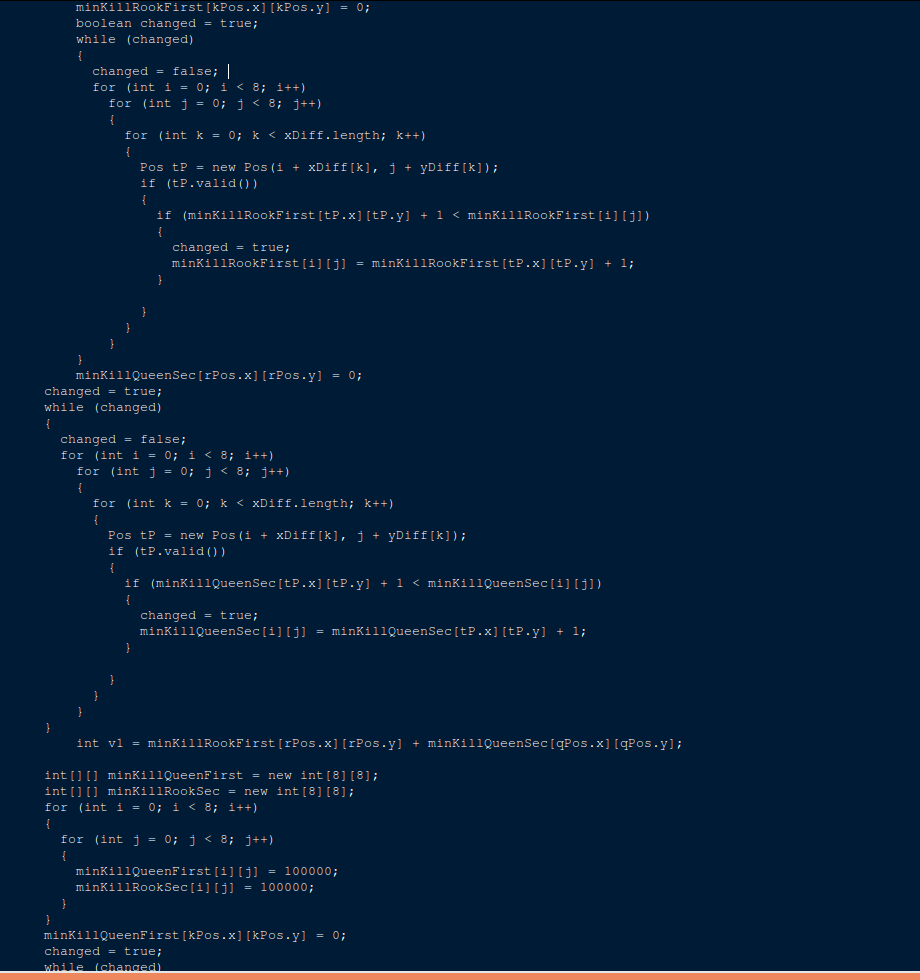 minKillRookFirst[kPos.x][kPos.y] = 0;
boolean changed = true;
while (changed)
{
changed = false;
for (int i = 0; i < 8; i++)
for (int j = 0; j < 8; j++)
{
for (int k = 0; k < xDiff.length; k++)
{
Pos tP = new Pos(i + xDiff[k], j + yDiff[k]);
if (tP.valid())
{
if (minKillRookFirst[tP.x][tP.y] + 1 < minKillRookFirst[i][j])
{
changed = true;
minKillRookFirst[i][j] = minKillRookFirst[tP.x][tP.y] + 1;
}
}
}
}
}
minKillQueenSec[rPos.x][rPos.y] = 0;
changed = true;
while (changed)
{
changed = false;
for (int i = 0; i < 8; i++)
for (int j = 0; j < 8; j++)
{
for (int k = 0; k < xDiff.length; k++)
{
Pos tP = new Pos(i + xDiff[k], j + yDiff[k]);
if (tP.valid())
{
if (minKillQueenSec[tP.x][tP.y] + 1 < minKillQueenSec[i][j])
{
changed = true;
minKillQueenSec[i][j] = minKillQueenSec[tP.x][tP.y] + 1;
}
}
}
}
}
int v1 = minKillRookFirst[rPos.x][rPos.y] + minKillQueenSec[qPos.x][qPos.y];
int[][] minKillQueenFirst = new int[8][8];
int[][] minKillRookSec = new int[8][8];
for (int i = 0; i < 8; i++)
{
for (int j = 0; j < 8; j++)
{
minKillQueenFirst[i][j] = 100000;
minKillRookSec[i][j] = 100000;
}
}
minKillQueenFirst[kPos.x][kPos.y] = 0;
changed = true;
while (changed)